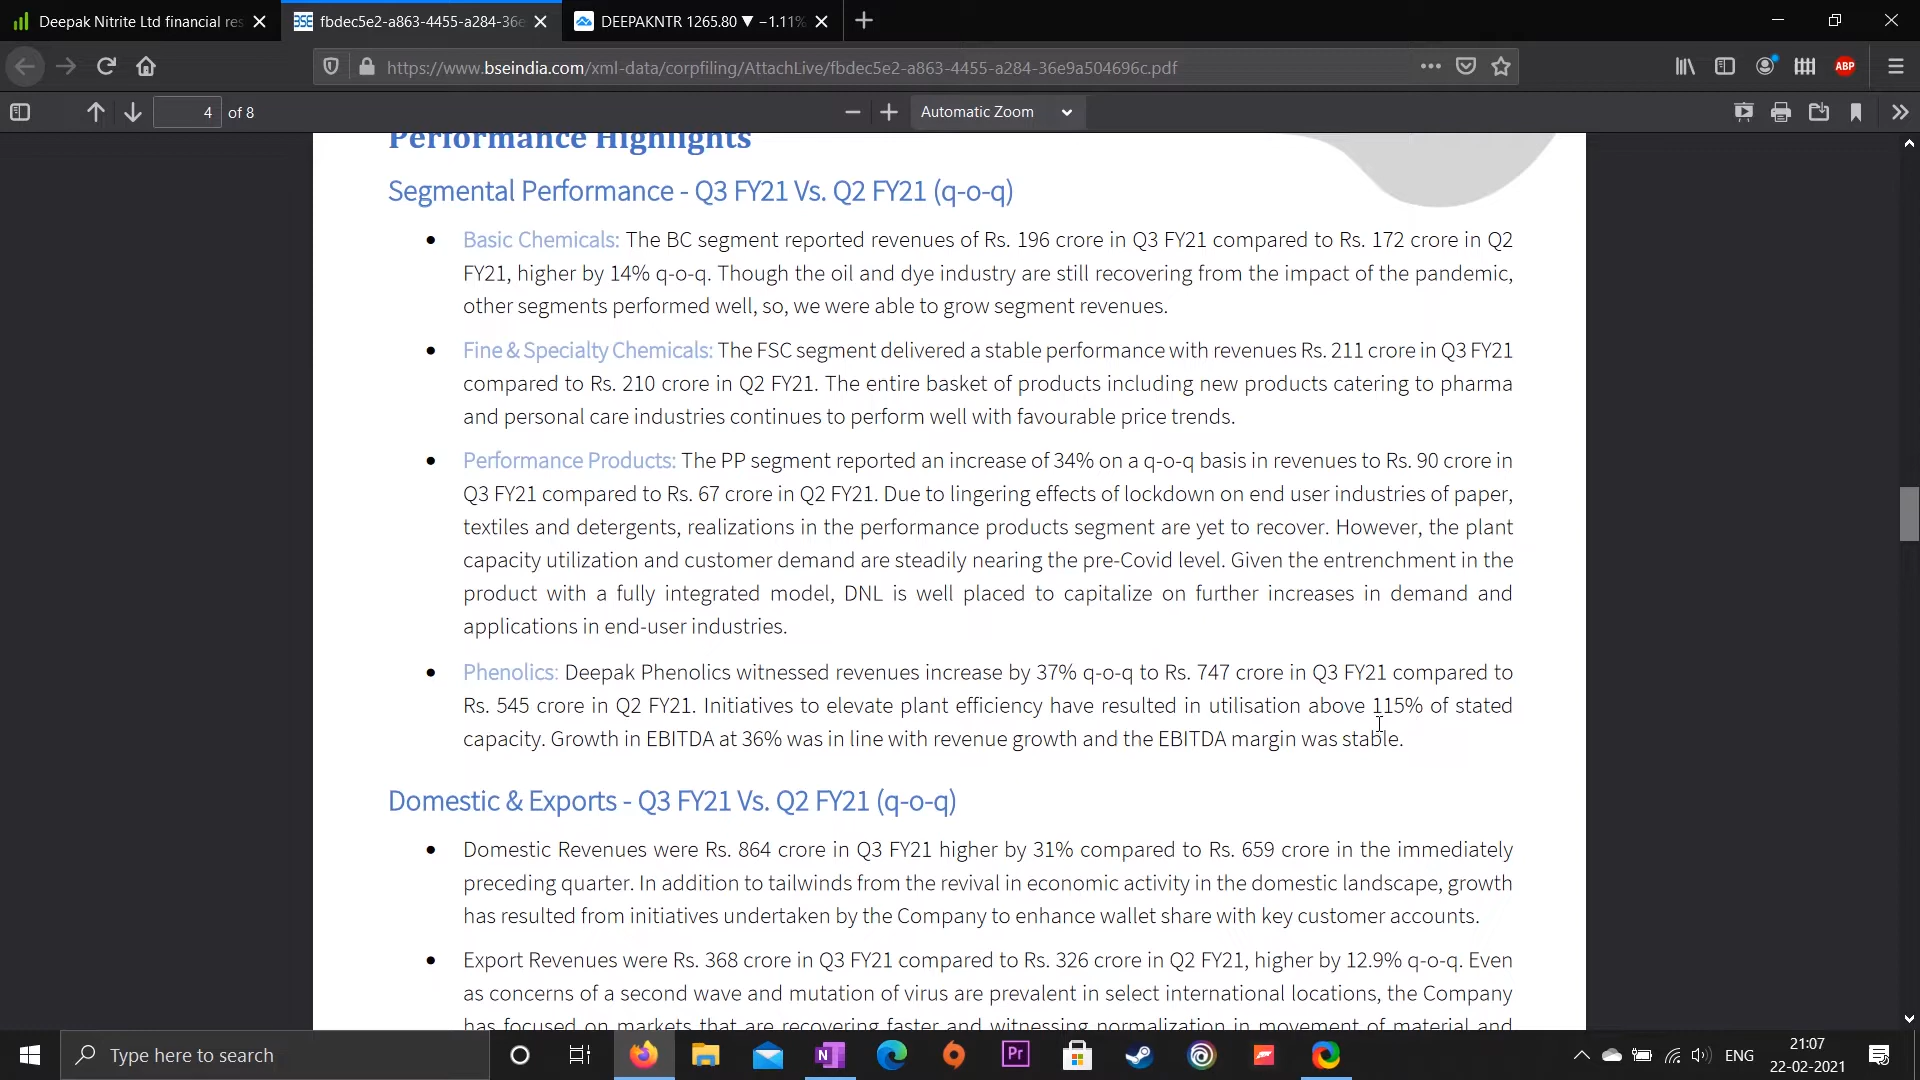 Deepak Nitrite Ltd financial res
fbdec5e2-a863-4455-a284-36e
DEEPAKNTR 1265.80 ▼ −1.11%
https://www.bseindia.com/xml-data/corpfiling/AttachLive/fbdec5e2-a863-4455-a284-36e9a504696c.pdf
ABP
4 of 8
Automatic Zoom
Performance Highlights
Segmental Performance - Q3 FY21 Vs. Q2 FY21 (q-o-q)
• Basic Chemicals: The BC segment reported revenues of Rs. 196 crore in Q3 FY21 compared to Rs. 172 crore in Q2
FY21, higher by 14% q-o-q. Though the oil and dye industry are still recovering from the impact of the pandemic,
other segments performed well, so, we were able to grow segment revenues.
• Fine & Specialty Chemicals: The FSC segment delivered a stable performance with revenues Rs. 211 crore in Q3 FY21
compared to Rs. 210 crore in Q2 FY21. The entire basket of products including new products catering to pharma
and personal care industries continues to perform well with favourable price trends.
• Performance Products: The PP segment reported an increase of 34% on a q-o-q basis in revenues to Rs. 90 crore in
Q3 FY21 compared to Rs. 67 crore in Q2 FY21. Due to lingering effects of lockdown on end user industries of paper,
textiles and detergents, realizations in the performance products segment are yet to recover. However, the plant
capacity utilization and customer demand are steadily nearing the pre-Covid level. Given the entrenchment in the
product with a fully integrated model, DNL is well placed to capitalize on further increases in demand and
applications in end-user industries.
• Phenolics: Deepak Phenolics witnessed revenues increase by 37% q-o-q to Rs. 747 crore in Q3 FY21 compared to
Rs. 545 crore in Q2 FY21. Initiatives to elevate plant efficiency have resulted in utilisation above 115% of stated
capacity. Growth in EBITDA at 36% was in line with revenue growth and the EBITDA margin was stable.
Domestic & Exports - Q3 FY21 Vs. Q2 FY21 (q-o-q)
• Domestic Revenues were Rs. 864 crore in Q3 FY21 higher by 31% compared to Rs. 659 crore in the immediately
preceding quarter. In addition to tailwinds from the revival in economic activity in the domestic landscape, growth
has resulted from initiatives undertaken by the Company to enhance wallet share with key customer accounts.
• Export Revenues were Rs. 368 crore in Q3 FY21 compared to Rs. 326 crore in Q2 FY21, higher by 12.9% q-o-q. Even
as concerns of a second wave and mutation of virus are prevalent in select international locations, the Company
has focused on markets that are recovering faster and witnessing normalization in movement of material and
Type here to search
N
Pr
ENG
21:07
22-02-2021